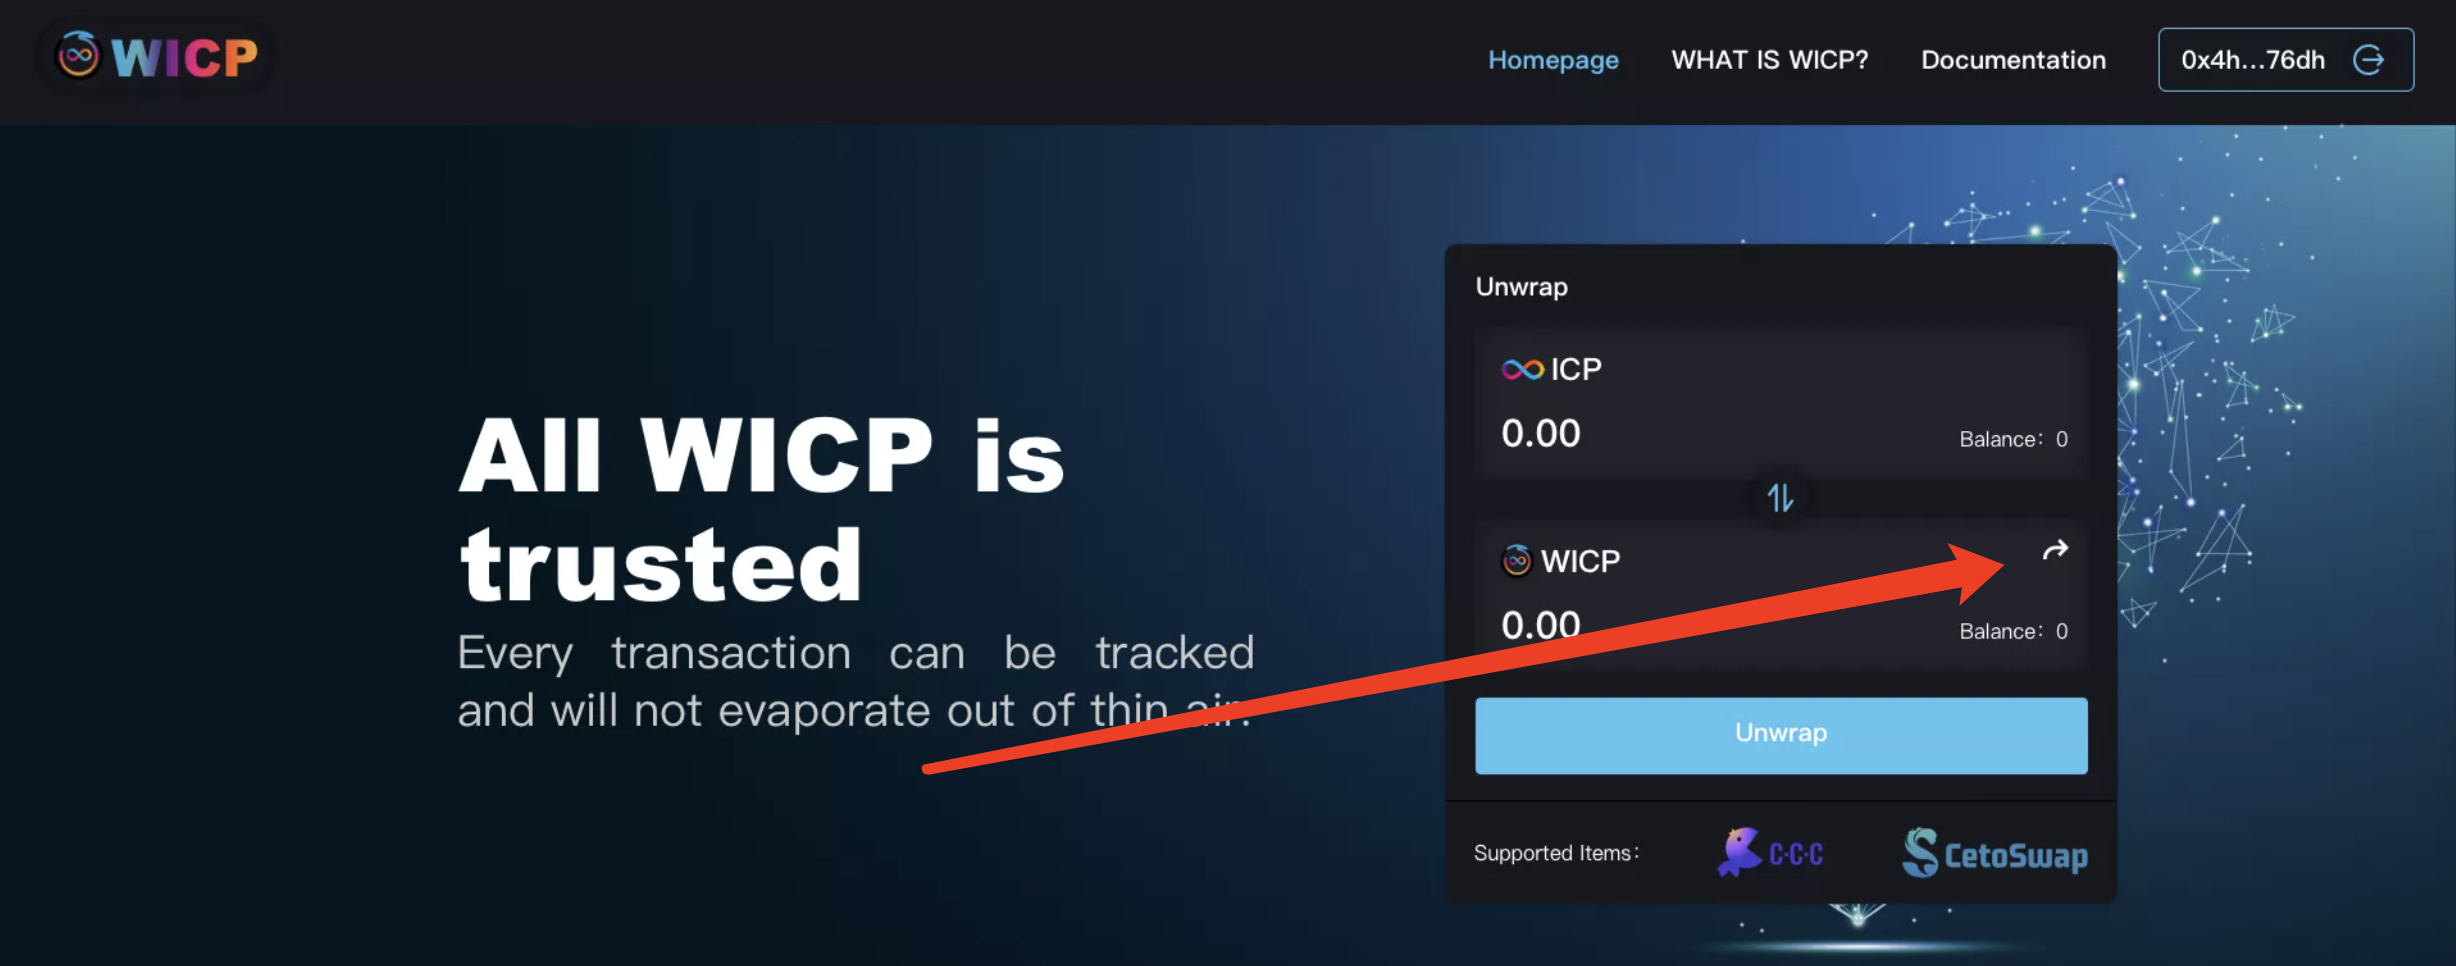 WICP
Homepage
WHAT IS WICP?
Documentation
0x4h...76dh
All WICP is
trusted
Every transaction can be tracked
and will not evaporate out of thin air.
Unwrap
ICP
0.00
Balance: 0
WICP
0.00
Balance: 0
Unwrap
Supported Items:
C·C·C
CetoSwap